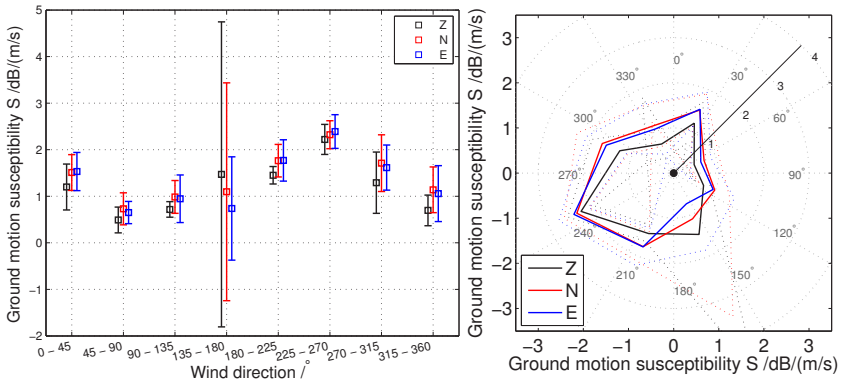 Ground motion susceptibility S /dB/(m/s)
5
4
3
2
1
0
−1
−2
Z
N
E
0 − 45
45 − 90
90 − 135
135 − 180
180 − 225
225 − 270
270 − 315
315 − 360
Wind direction /°
Ground motion susceptibility S /dB/(m/s)
3
2
1
0
−1
−2
−3
0°
30°
60°
90°
120°
150°
180°
210°
240°
270°
300°
330°
1
2
3
4
Z
N
E
−3 −2 −1 0 1 2 3
Ground motion susceptibility S /dB/(m/s)